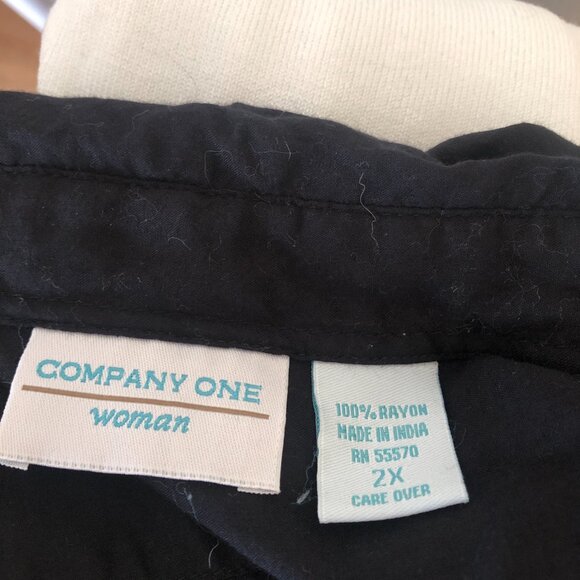 COMPANY ONE
woman
100% RAYON
MADE IN INDIA
RN 55570
2X
CARE OVER